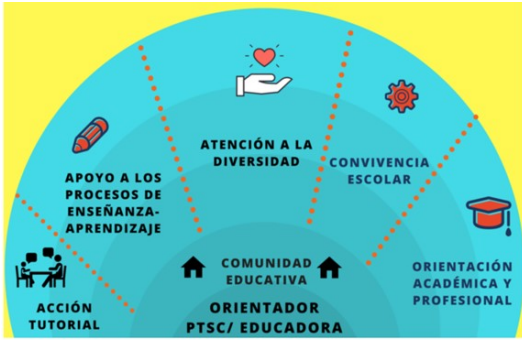 ATENCIÓN A LA
DIVERSIDAD
APOYO A LOS
PROCESOS DE
ENSEÑANZA-
APRENDIZAJE
CONVIVENCIA
ESCOLAR
ACCIÓN
TUTORIAL
COMUNIDAD
EDUCATIVA
ORIENTADOR
PTSC/ EDUCADORA
ORIENTACIÓN
ACADÉMICA Y
PROFESIONAL